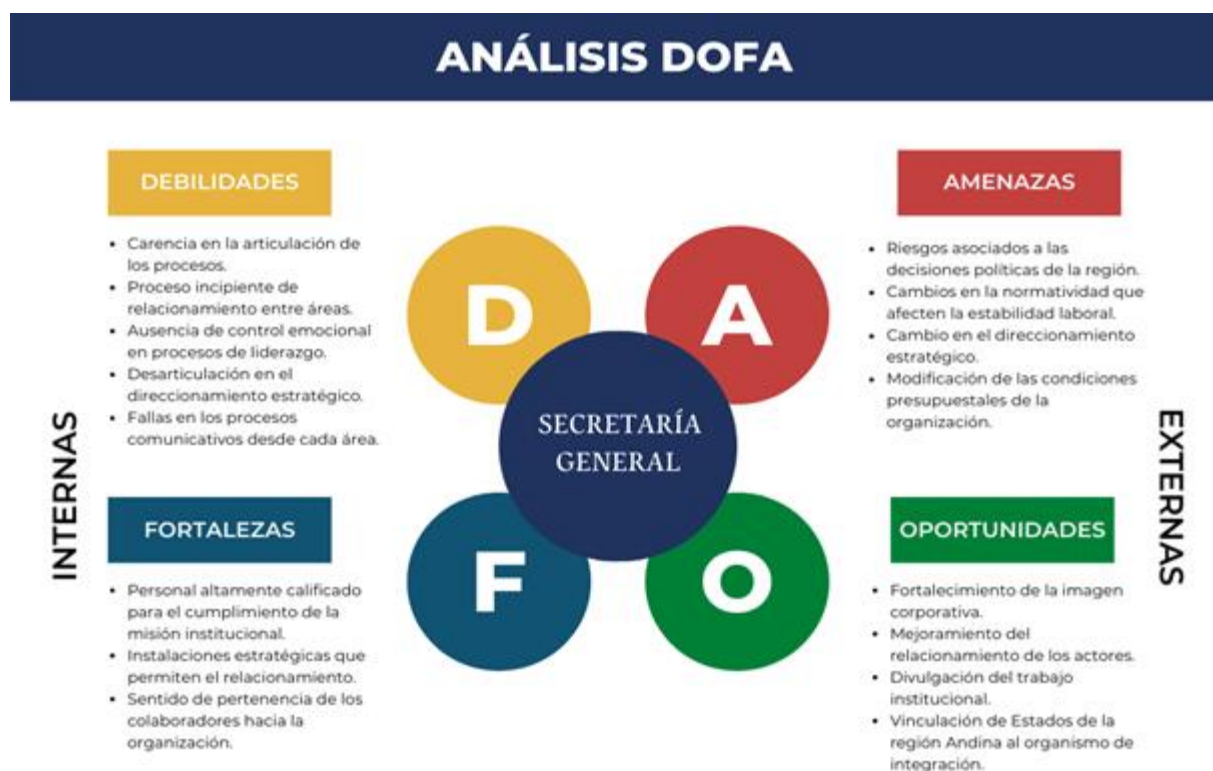 ANÁLISIS DOFA
INTERNAS
DEBILIDADES
• Carencia en la articulación de
los procesos.
• Proceso incipiente de
relacionamiento entre áreas.
• Ausencia de control emocional
en procesos de liderazgo.
• Desarticulación en el
direccionamiento estratégico.
• Fallas en los procesos
comunicativos desde cada área.
FORTALEZAS
• Personal altamente calificado
para el cumplimiento de la
misión institucional.
• Instalaciones estratégicas que
permiten el relacionamiento.
• Sentido de pertenencia de los
colaboradores hacia la
organización.
D
A
SECRETARÍA
GENERAL
F
O
AMENAZAS
• Riesgos asociados a las
decisiones políticas de la región.
• Cambios en la normatividad que
afecten la estabilidad laboral.
• Cambio en el direccionamiento
estratégico.
• Modificación de las condiciones
presupuestales de la
organización.
OPORTUNIDADES
• Fortalecimiento de la imagen
corporativa.
• Mejoramiento del
relacionamiento de los actores.
• Divulgación del trabajo
institucional.
• Vinculación de Estados de la
región Andina al organismo de
integración.
EXTERNAS